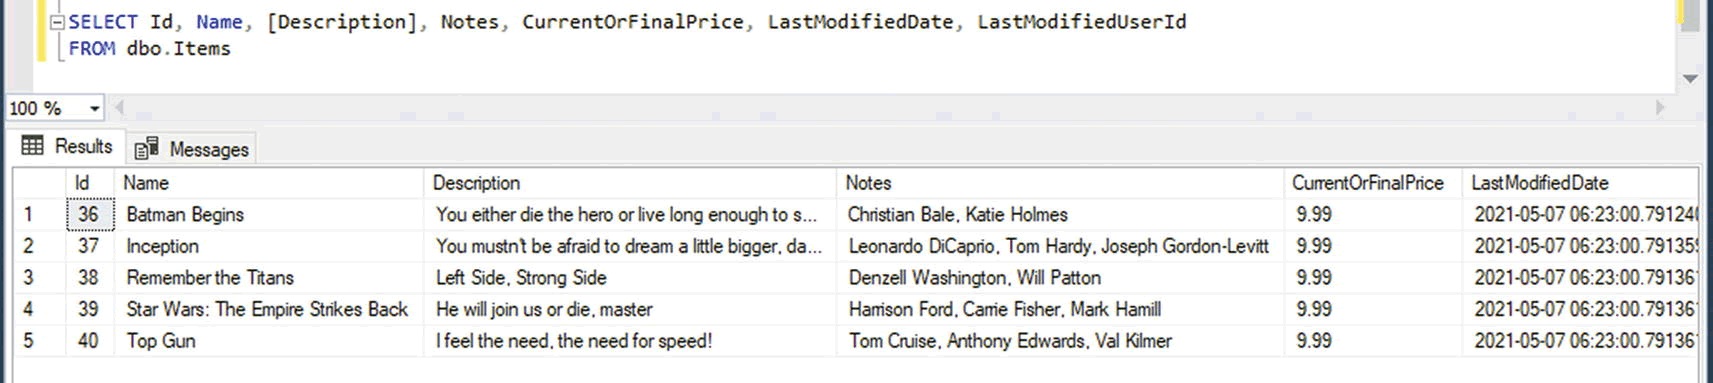 SELECT Id, Name, [Description], Notes, CurrentOrFinalPrice, LastModifiedDate, LastModifiedUserId
FROM dbo.Items
100 %
Results Messages
Id Name Description Notes CurrentOrFinalPrice LastModifiedDate
1 36 Batman Begins You either die the hero or live long enough to s... Christian Bale, Katie Holmes 9.99 2021-05-07 06:23:00.79124
2 37 Inception You mustn't be afraid to dream a little bigger, da... Leonardo DiCaprio, Tom Hardy, Joseph Gordon-Levitt 9.99 2021-05-07 06:23:00.79135
3 38 Remember the Titans Left Side, Strong Side Denzell Washington, Will Patton 9.99 2021-05-07 06:23:00.79136
4 39 Star Wars: The Empire Strikes Back He will join us or die, master Harrison Ford, Carrie Fisher, Mark Hamill 9.99 2021-05-07 06:23:00.79136
5 40 Top Gun I feel the need, the need for speed! Tom Cruise, Anthony Edwards, Val Kilmer 9.99 2021-05-07 06:23:00.79136